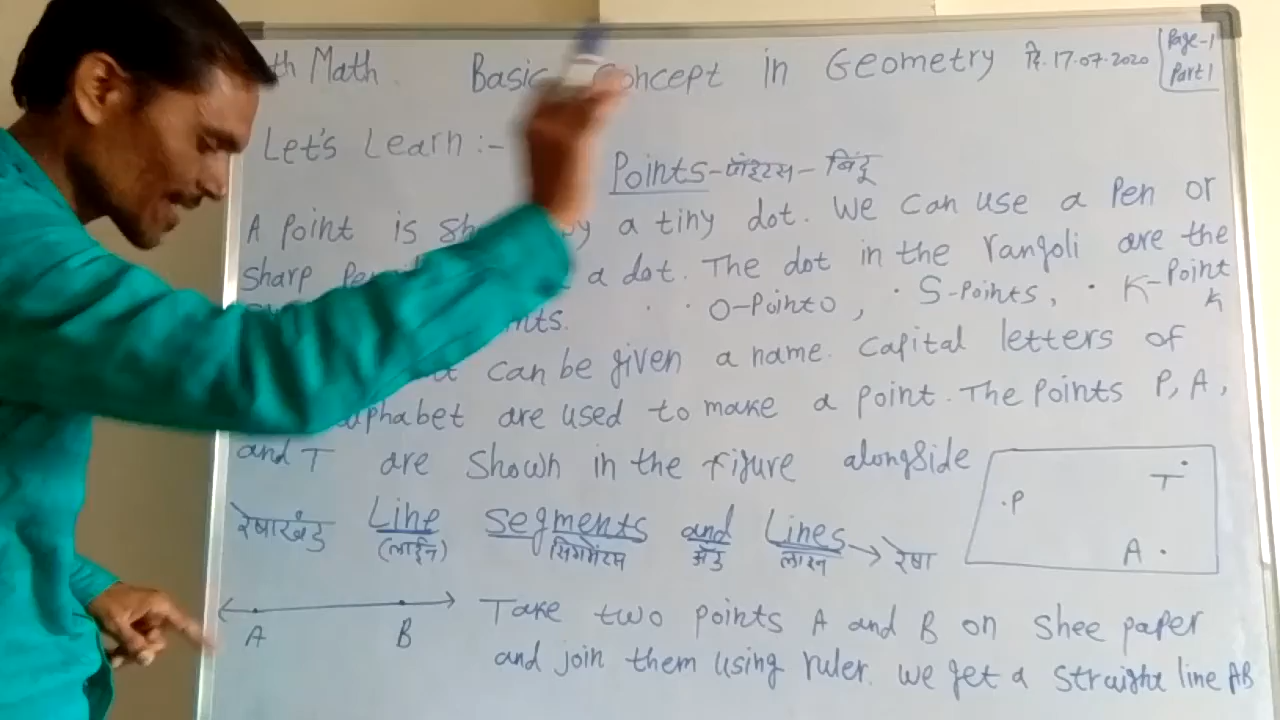 th Math. Basic Concept in Geometry दि. 17.07.2020
Page-1
Part 1
Let's Learn :-
Points - पॉइंटस - बिंदू
A point is by a tiny dot. We can use a pen or
sharp a dot. The dot in the rangoli are the
O-Point O, · S-Points, · K-Point K
can be given a name. Capital letters of
alphabet are used to make a point. The points P, A,
and T are shown in the figure alongside
T
.P
A .
रेषाखंड Line segments and Lines → रेषा
(लाईन) सिगमेंटस अँड लाइन
A B
Take two points A and B on shee paper
and join them using ruler. We get a straight line AB